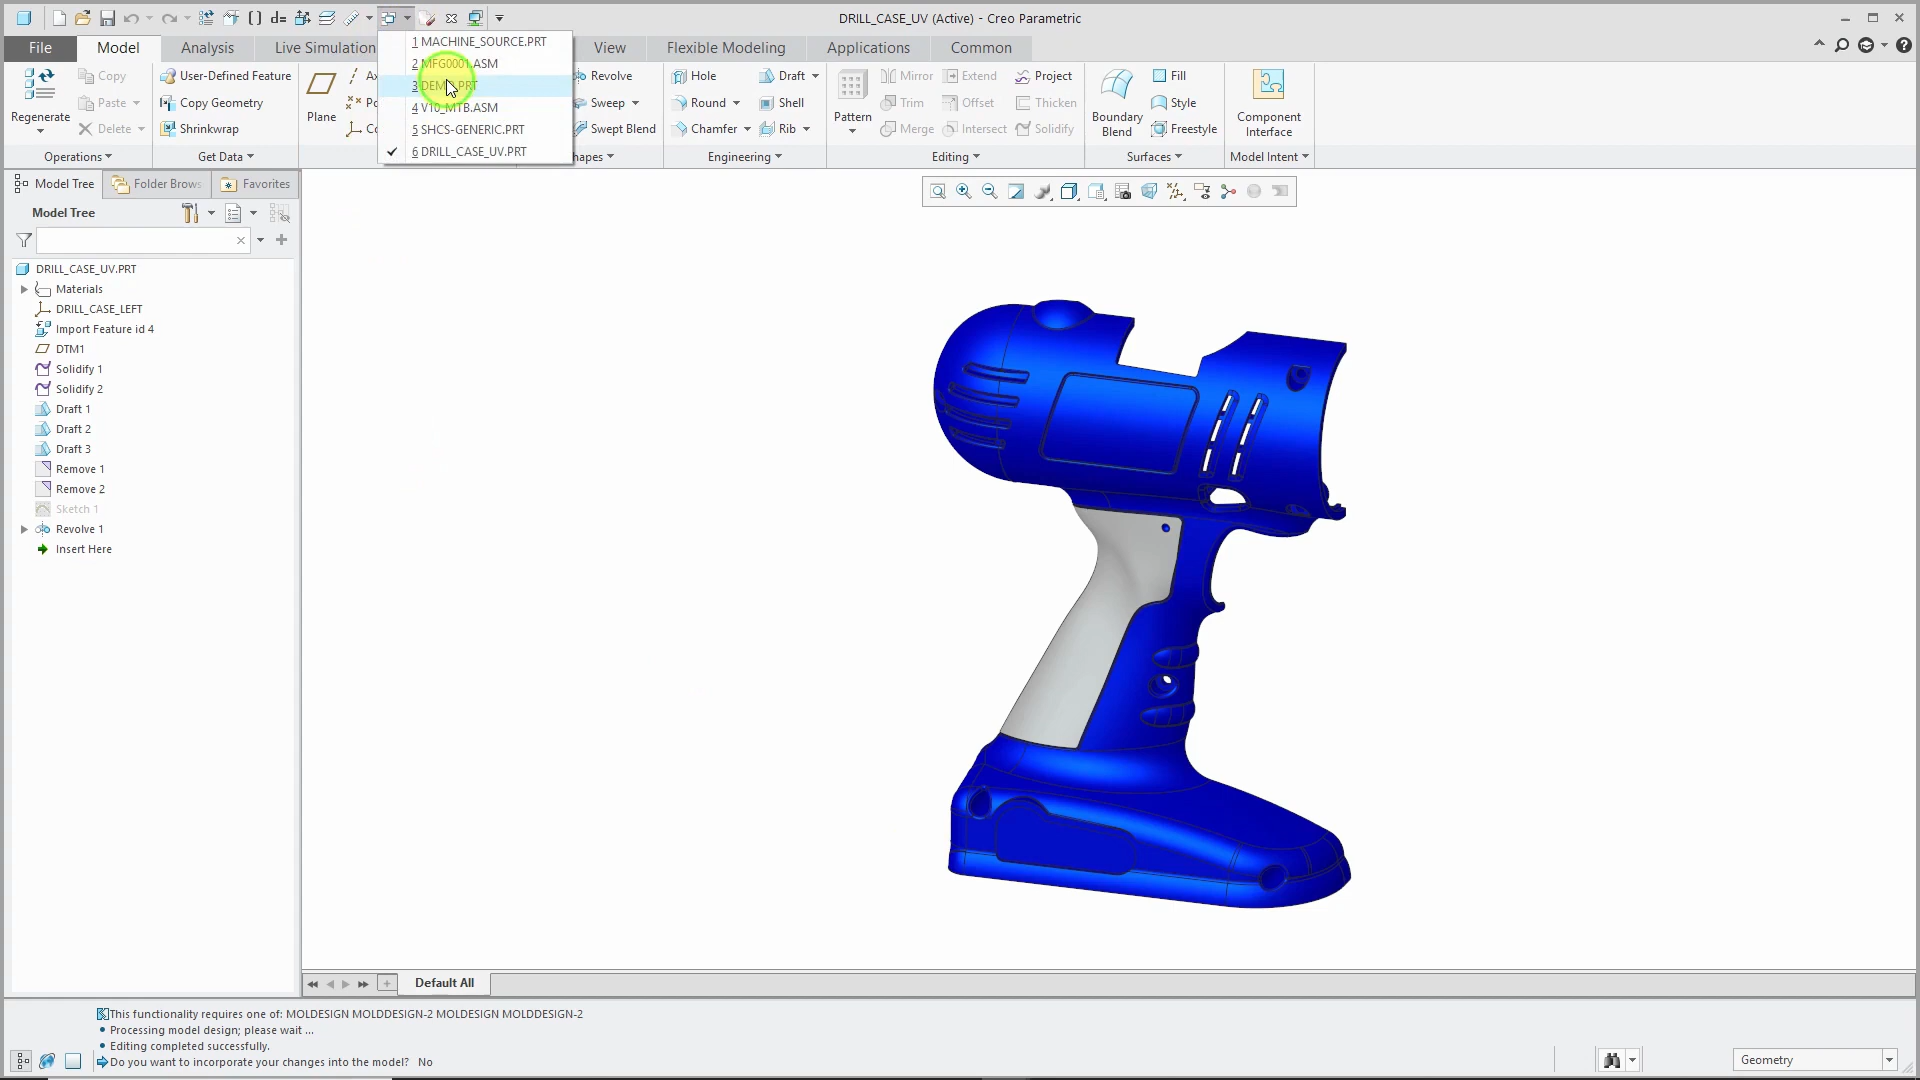 DRILL_CASE_UV (Active) - Creo Parametric
File
Model
Analysis
Live Simulation
View
Flexible Modeling
Applications
Common
1 MACHINE_SOURCE.PRT
2 MFG0001.ASM
4 V10_MTB.ASM
5 SHCS-GENERIC.PRT
6 DRILL_CASE_UV.PRT
Regenerate
Copy
Paste
Delete
Operations
User-Defined Feature
Copy Geometry
Shrinkwrap
Get Data
Plane
Revolve
Sweep
Swept Blend
Hole
Round
Chamfer
Draft
Shell
Rib
Engineering
Pattern
Mirror
Trim
Merge
Extend
Offset
Intersect
Project
Thicken
Solidify
Editing
Boundary
Blend
Fill
Style
Freestyle
Surfaces
Component
Interface
Model Intent
Model Tree
Folder Brows
Favorites
Model Tree
DRILL_CASE_UV.PRT
Materials
DRILL_CASE_LEFT
Import Feature id 4
DTM1
Solidify 1
Solidify 2
Draft 1
Draft 2
Draft 3
Remove 1
Remove 2
Sketch 1
Revolve 1
Insert Here
Default All
This functionality requires one of: MOLDESIGN MOLDDESIGN-2 MOLDESIGN MOLDDESIGN-2
Processing model design; please wait ...
Editing completed successfully.
Do you want to incorporate your changes into the model? No
Geometry